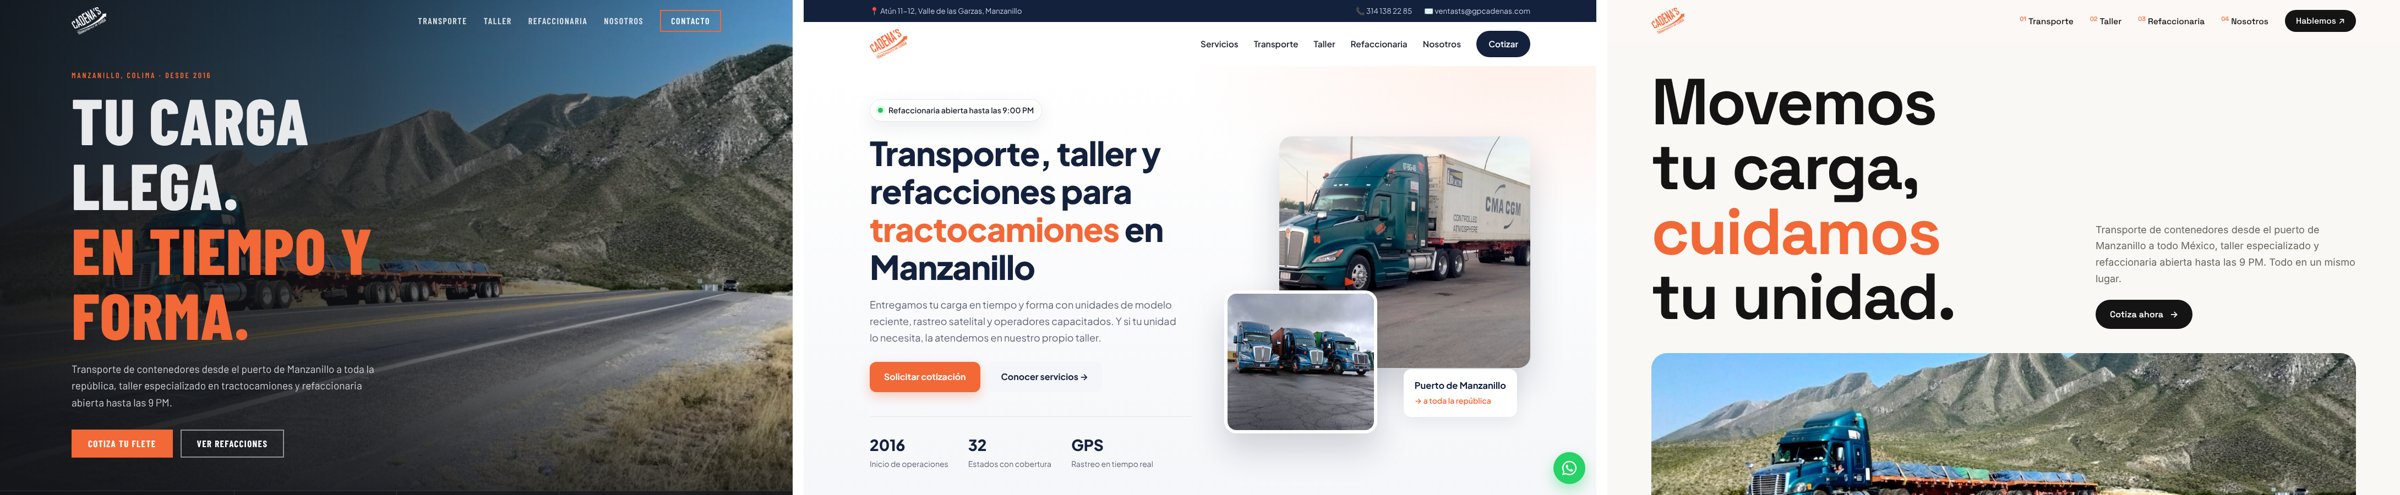 CADENA'S
TRANSPORTE
TALLER
REFACCIONARIA
NOSOTROS
CONTACTO
MANZANILLO, COLIMA · DESDE 2016
TU CARGA
LLEGA.
EN TIEMPO Y
FORMA.
Transporte de contenedores desde el puerto de Manzanillo a toda la
república, taller especializado en tractocamiones y refaccionaria
abierta hasta las 9 PM.
COTIZA TU FLETE
VER REFACCIONES
Atún 11-12, Valle de las Garzas, Manzanillo
314 138 22 85
ventasts@gpcadenas.com
CADENA'S
Servicios
Transporte
Taller
Refaccionaria
Nosotros
Cotizar
Refaccionaria abierta hasta las 9:00 PM
Transporte, taller y
refacciones para
tractocamiones en
Manzanillo
Entregamos tu carga en tiempo y forma con unidades de modelo
reciente, rastreo satelital y operadores capacitados. Y si tu unidad
lo necesita, la atendemos en nuestro propio taller.
Solicitar cotización
Conocer servicios →
2016
Inicio de operaciones
32
Estados con cobertura
GPS
Rastreo en tiempo real
CONTROLLED
ATMOSPHERE
CMA CGM
Puerto de Manzanillo
→ a toda la república
CADENA'S
01 Transporte
02 Taller
03 Refaccionaria
04 Nosotros
Hablemos ↗
Movemos
tu carga,
cuidamos
tu unidad.
Transporte de contenedores desde el puerto de
Manzanillo a todo México, taller especializado y
refaccionaria abierta hasta las 9 PM. Todo en un mismo
lugar.
Cotiza ahora →